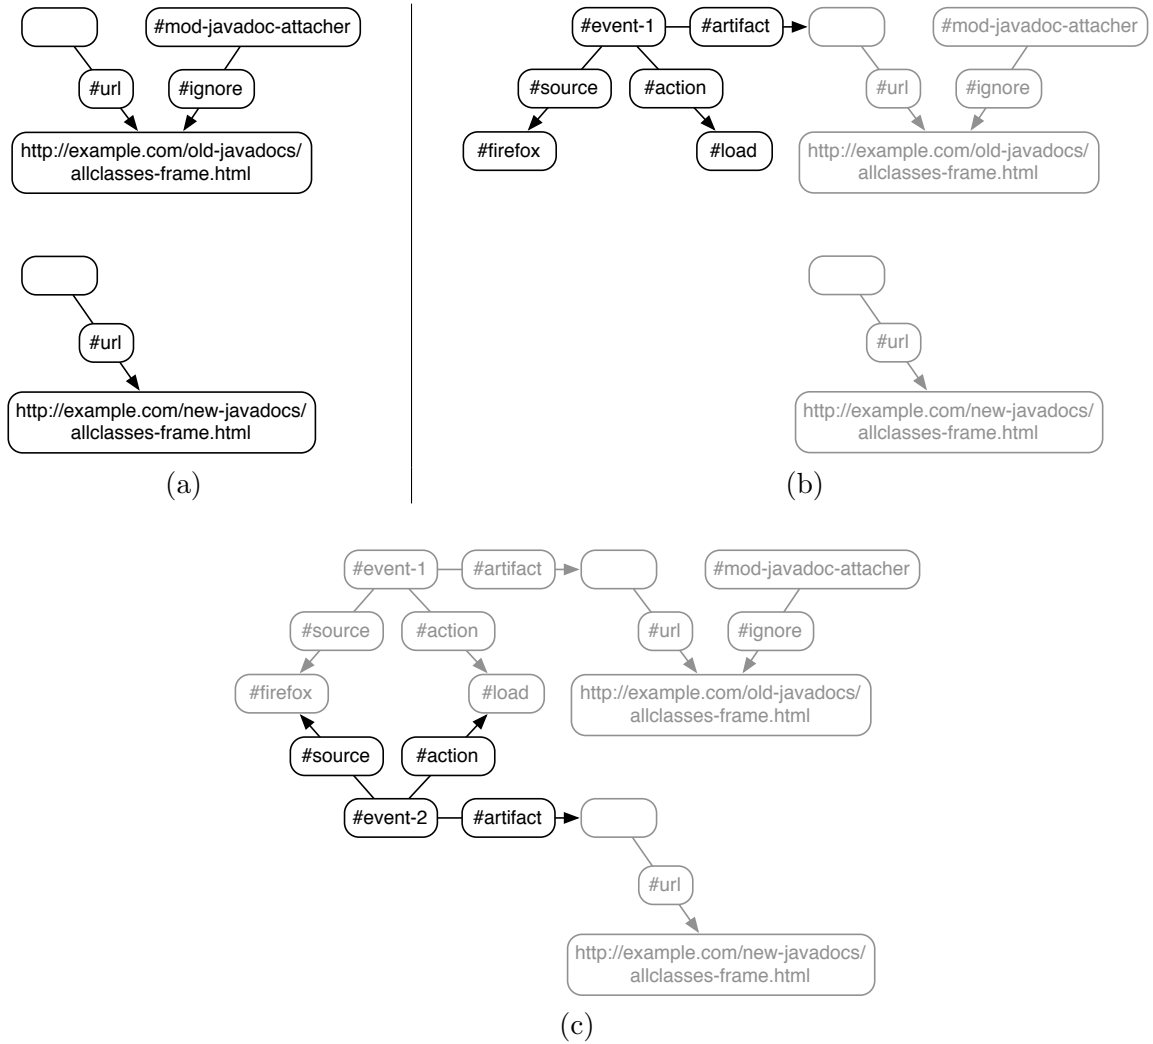 #mod-javadoc-attacher
#url
#ignore
http://example.com/old-javadocs/
allclasses-frame.html
#url
http://example.com/new-javadocs/
allclasses-frame.html
(a)
#event-1
#artifact
#mod-javadoc-attacher
#source
#action
#url
#ignore
#firefox
#load
http://example.com/old-javadocs/
allclasses-frame.html
#url
http://example.com/new-javadocs/
allclasses-frame.html
(b)
#event-1
#artifact
#mod-javadoc-attacher
#source
#action
#url
#ignore
#firefox
#load
http://example.com/old-javadocs/
allclasses-frame.html
#source
#action
#event-2
#artifact
#url
http://example.com/new-javadocs/
allclasses-frame.html
(c)